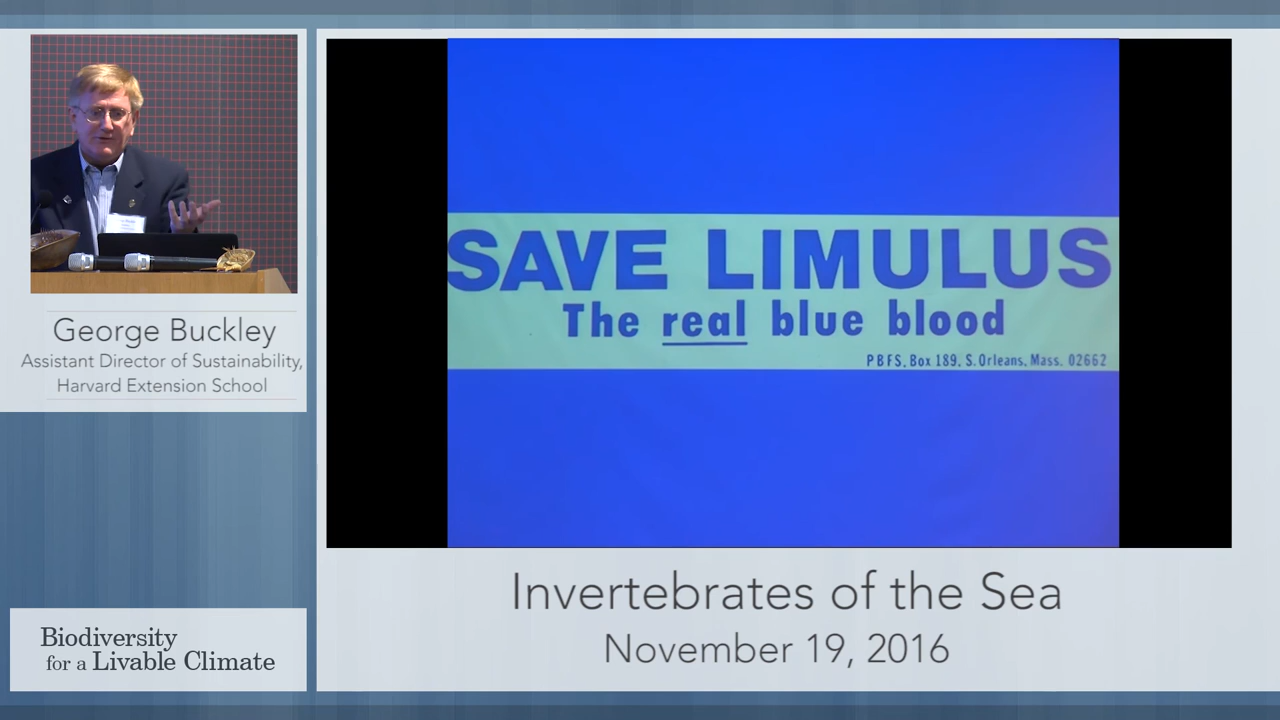 George Buckley
Assistant Director of Sustainability,
Harvard Extension School
SAVE LIMULUS
The real blue blood
PBFS, Box 189, S. Orleans, Mass. 02662
Invertebrates of the Sea
November 19, 2016
Biodiversity
for a Livable Climate